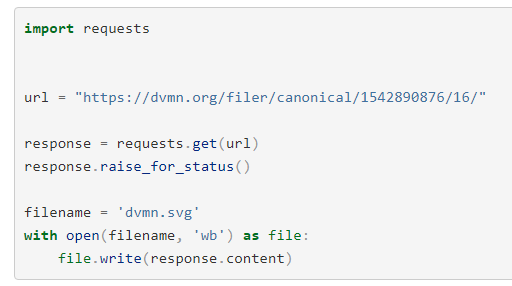 import requests
url = "https://dvmn.org/filer/canonical/1542890876/16/"
response = requests.get(url)
response.raise_for_status()
filename = 'dvmn.svg'
with open(filename, 'wb') as file:
    file.write(response.content)